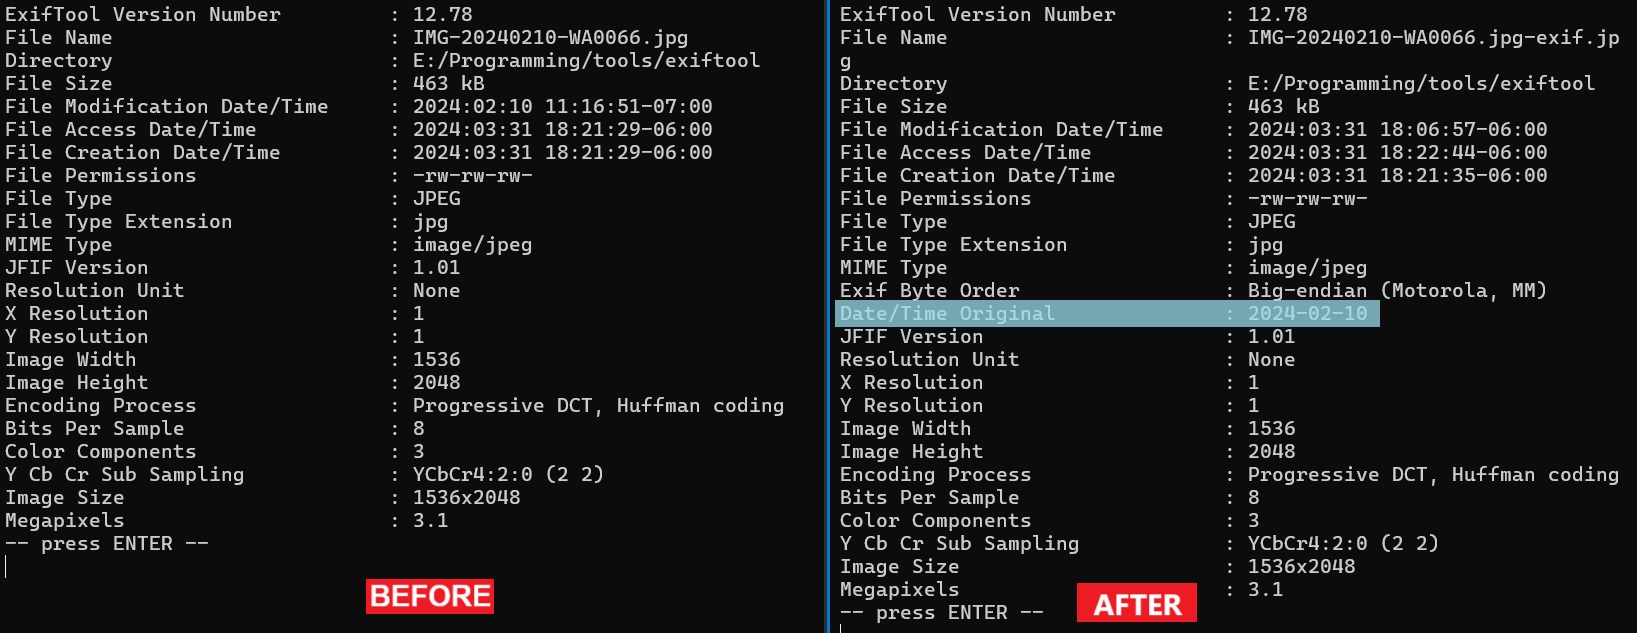 ExifTool Version Number : 12.78
File Name : IMG-20240210-WA0066.jpg
Directory : E:/Programming/tools/exiftool
File Size : 463 kB
File Modification Date/Time : 2024:02:10 11:16:51-07:00
File Access Date/Time : 2024:03:31 18:21:29-06:00
File Creation Date/Time : 2024:03:31 18:21:29-06:00
File Permissions : -rw-rw-rw-
File Type : JPEG
File Type Extension : jpg
MIME Type : image/jpeg
JFIF Version : 1.01
Resolution Unit : None
X Resolution : 1
Y Resolution : 1
Image Width : 1536
Image Height : 2048
Encoding Process : Progressive DCT, Huffman coding
Bits Per Sample : 8
Color Components : 3
Y Cb Cr Sub Sampling : YCbCr4:2:0 (2 2)
Image Size : 1536x2048
Megapixels : 3.1
-- press ENTER --
BEFORE
ExifTool Version Number : 12.78
File Name : IMG-20240210-WA0066.jpg-exif.jp
g
Directory : E:/Programming/tools/exiftool
File Size : 463 kB
File Modification Date/Time : 2024:03:31 18:06:57-06:00
File Access Date/Time : 2024:03:31 18:22:44-06:00
File Creation Date/Time : 2024:03:31 18:21:35-06:00
File Permissions : -rw-rw-rw-
File Type : JPEG
File Type Extension : jpg
MIME Type : image/jpeg
Exif Byte Order : Big-endian (Motorola, MM)
Date/Time Original : 2024-02-10
JFIF Version : 1.01
Resolution Unit : None
X Resolution : 1
Y Resolution : 1
Image Width : 1536
Image Height : 2048
Encoding Process : Progressive DCT, Huffman coding
Bits Per Sample : 8
Color Components : 3
Y Cb Cr Sub Sampling : YCbCr4:2:0 (2 2)
Image Size : 1536x2048
Megapixels : 3.1
-- press ENTER --
AFTER